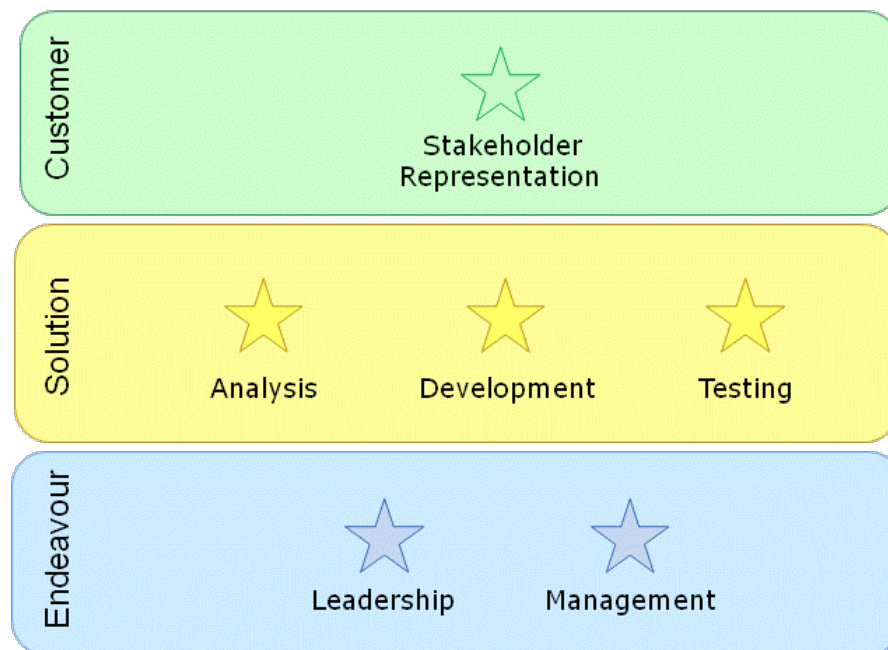 Customer
Stakeholder
Representation
Solution
Analysis
Development
Testing
Endeavour
Leadership
Management